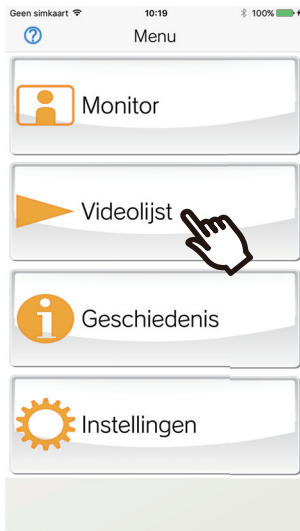 Geen simkaart 10:19 100%
? Menu
Monitor
Videolijst
i Geschiedenis
Instellingen